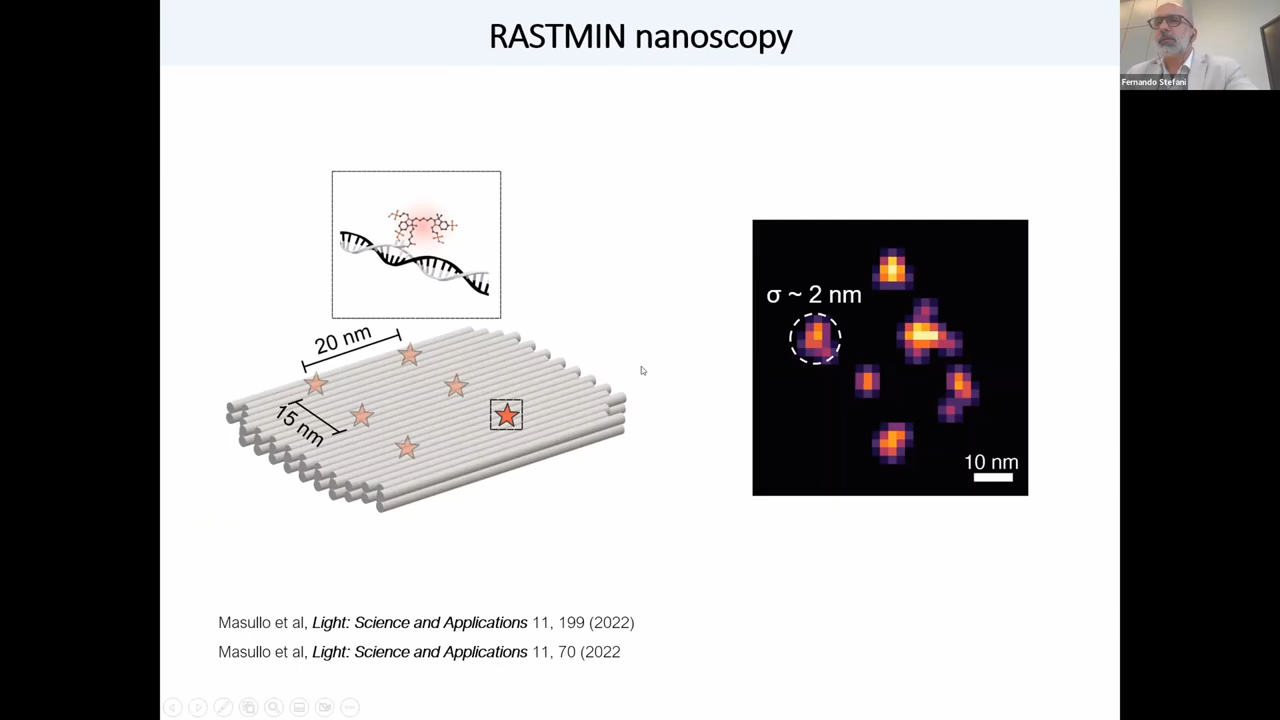 RASTMIN nanoscopy
Fernando Stefani
20 nm
15 nm
σ ~ 2 nm
10 nm
Masullo et al, Light: Science and Applications 11, 199 (2022)
Masullo et al, Light: Science and Applications 11, 70 (2022